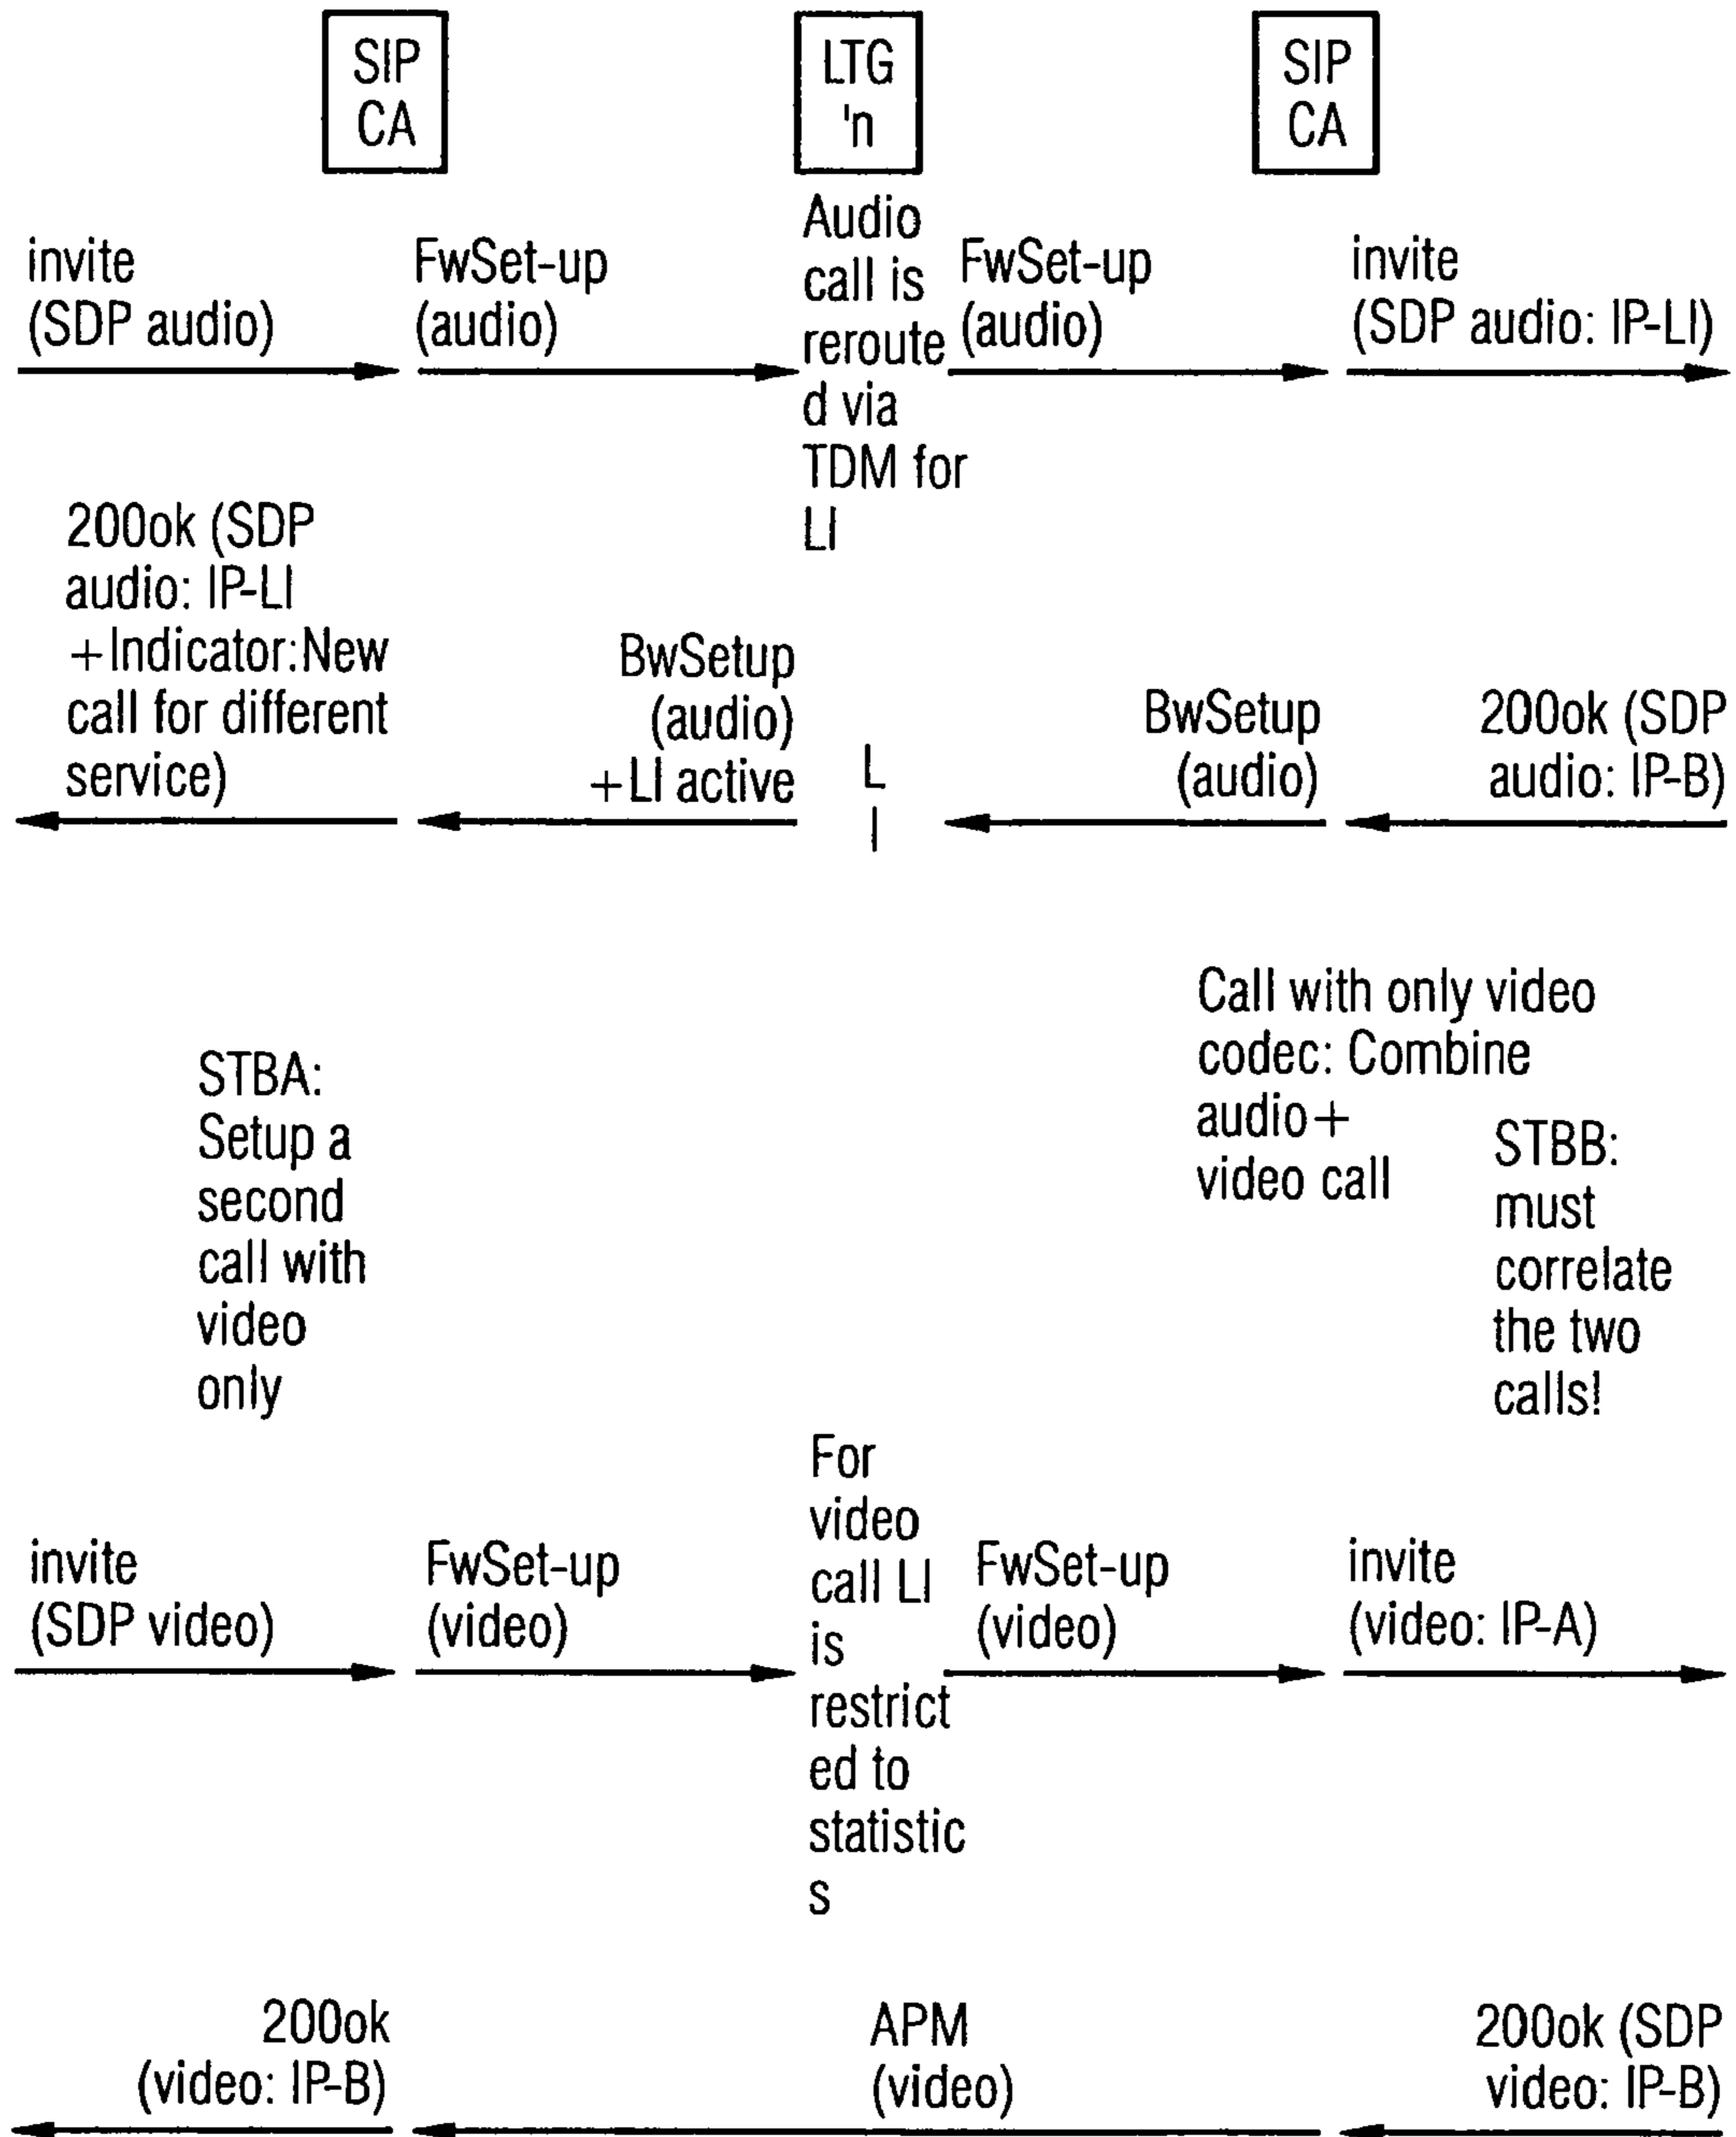 SIP
CA
LTG
'n
SIP
CA
invite
(SDP audio)
FwSet-up
(audio)
Audio
call is
reroute
d via
TDM for
LI
FwSet-up
(audio)
invite
(SDP audio: IP-LI)
200ok (SDP
audio: IP-LI
+Indicator:New
call for different
service)
BwSetup
(audio)
+LI active
L
I
BwSetup
(audio)
200ok (SDP
audio: IP-B)
STBA:
Setup a
second
call with
video
only
Call with only video
codec: Combine
audio+
video call
STBB:
must
correlate
the two
calls!
invite
(SDP video)
FwSet-up
(video)
For
video
call LI
is
restrict
ed to
statistic
s
FwSet-up
(video)
invite
(video: IP-A)
200ok
(video: IP-B)
APM
(video)
200ok (SDP
video: IP-B)